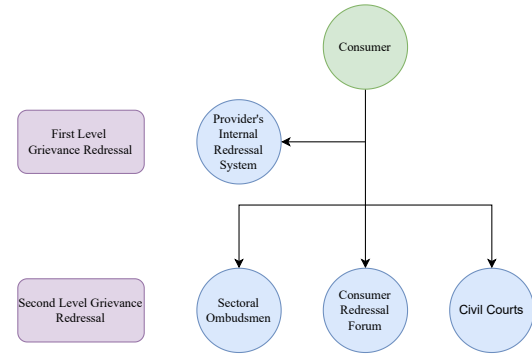 Consumer
First Level
Grievance Redressal
Provider's
Internal
Redressal
System
Second Level Grievance
Redressal
Sectoral
Ombudsmen
Consumer
Redressal
Forum
Civil Courts